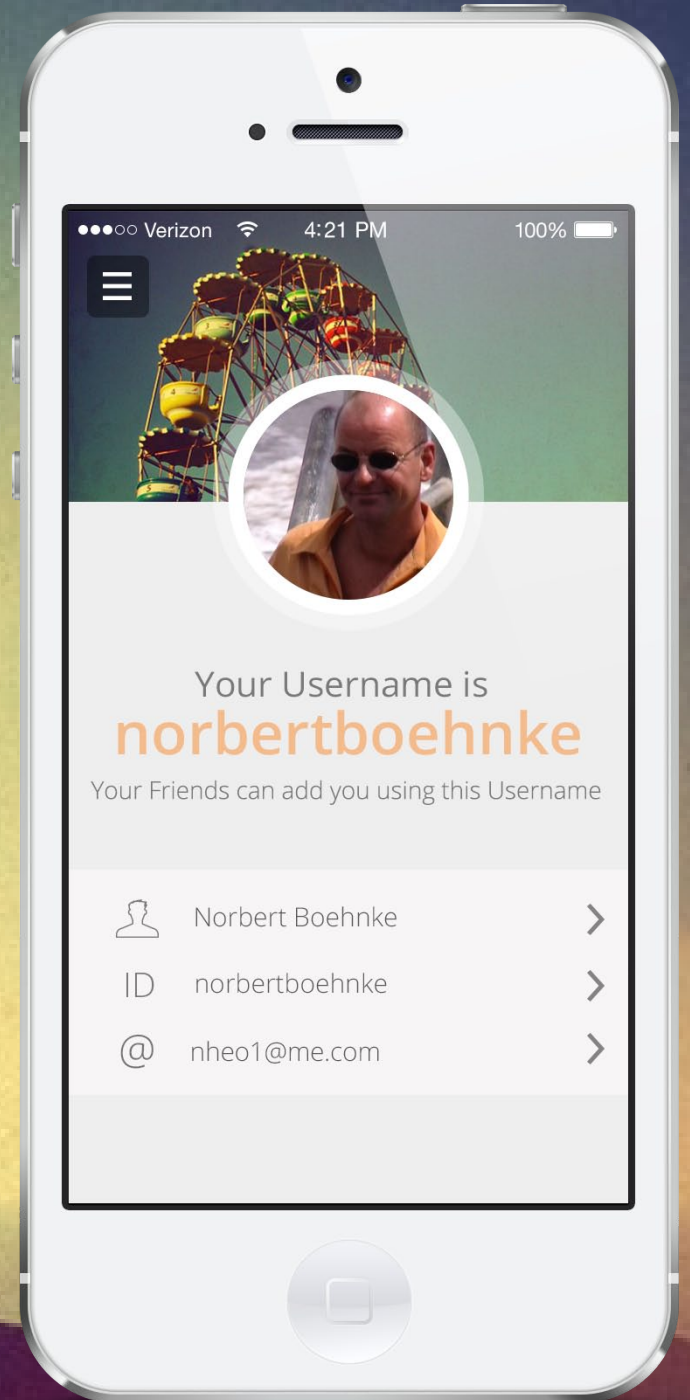 ●●●○○ Verizon 4:21 PM 100%
Your Username is
norbertboehnke
Your Friends can add you using this Username
Norbert Boehnke
ID norbertboehnke
@ nheo1@me.com